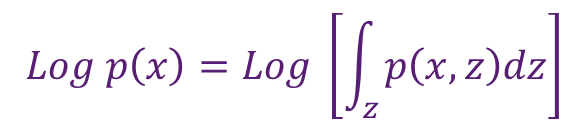 Log p(x) = Log [∫_z p(x, z)dz]